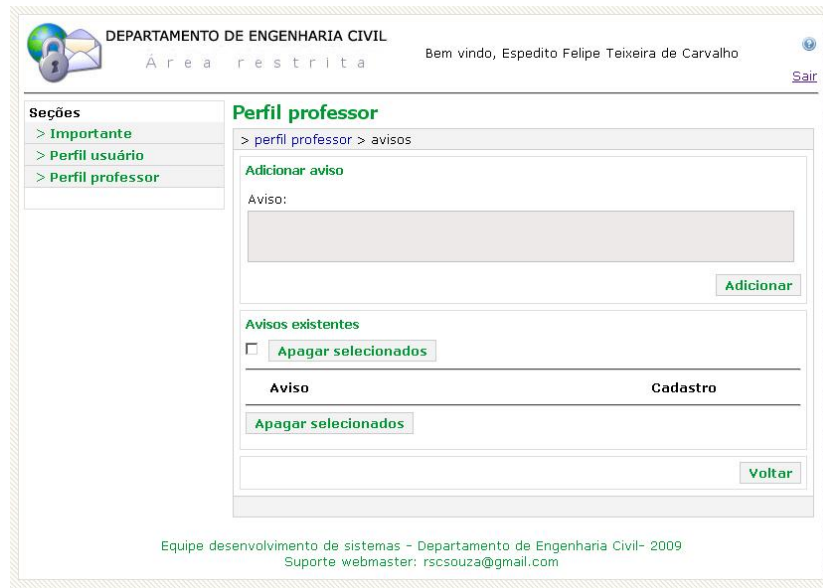 DEPARTAMENTO DE ENGENHARIA CIVIL
Área restrita
Bem vindo, Espedito Felipe Teixeira de Carvalho
?
Sair
Seções
> Importante
> Perfil usuário
> Perfil professor
Perfil professor
> perfil professor > avisos
Adicionar aviso
Aviso:
Adicionar
Avisos existentes
Apagar selecionados
Aviso Cadastro
Apagar selecionados
Voltar
Equipe desenvolvimento de sistemas - Departamento de Engenharia Civil- 2009
Suporte webmaster: rscsouza@gmail.com